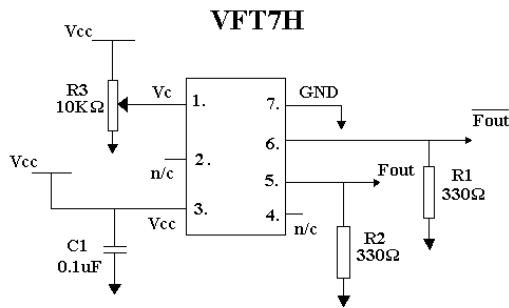 VFT7H
Vcc
R3
10KΩ
Vc
1.
7.
GND
6.
F̅o̅u̅t̅
2.
n/c
5.
Fout
R1
330Ω
Vcc
3.
Vcc
4.
n/c
C1
0.1uF
R2
330Ω